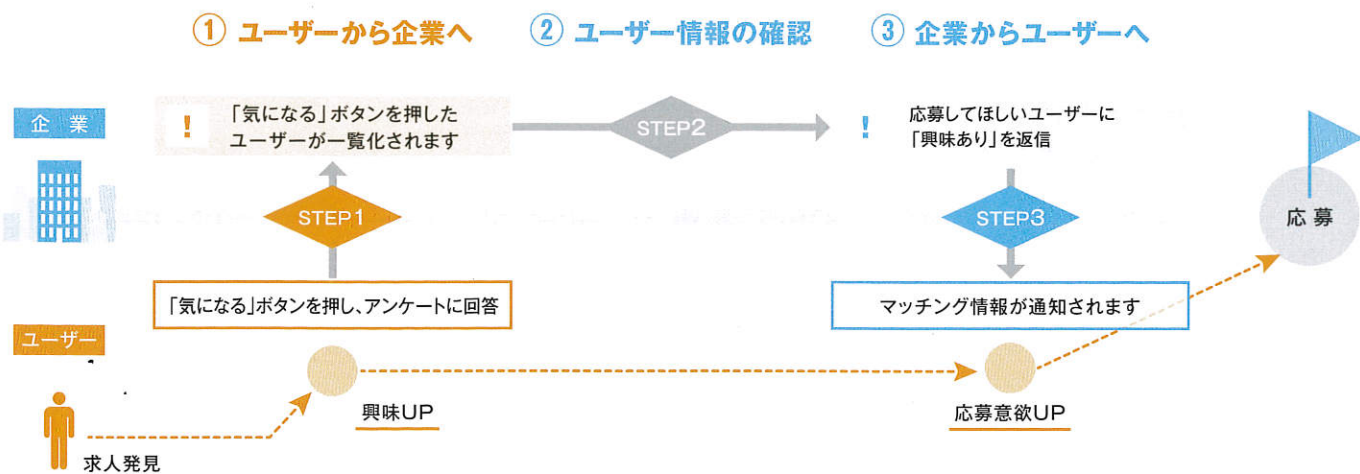 ① ユーザーから企業へ
② ユーザー情報の確認
③ 企業からユーザーへ
企業
!
「気になる」ボタンを押した
ユーザーが一覧化されます
STEP2
!
応募してほしいユーザーに
「興味あり」を返信
STEP1
STEP3
応募
「気になる」ボタンを押し、アンケートに回答
マッチング情報が通知されます
ユーザー
興味UP
応募意欲UP
求人発見